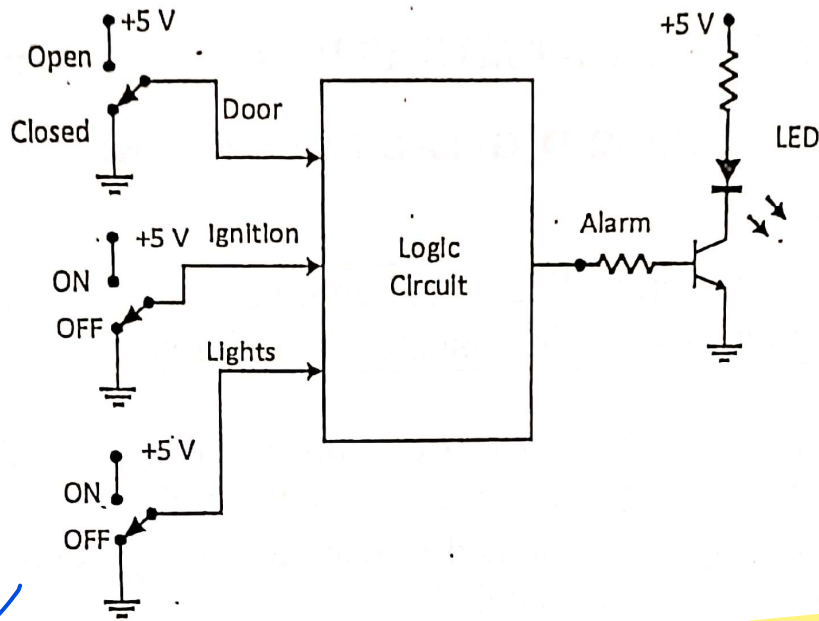 +5 V
Open
Closed
Door
+5 V
Ignition
ON
OFF
Lights
+5 V
ON
OFF
Logic
Circuit
Alarm
+5 V
LED